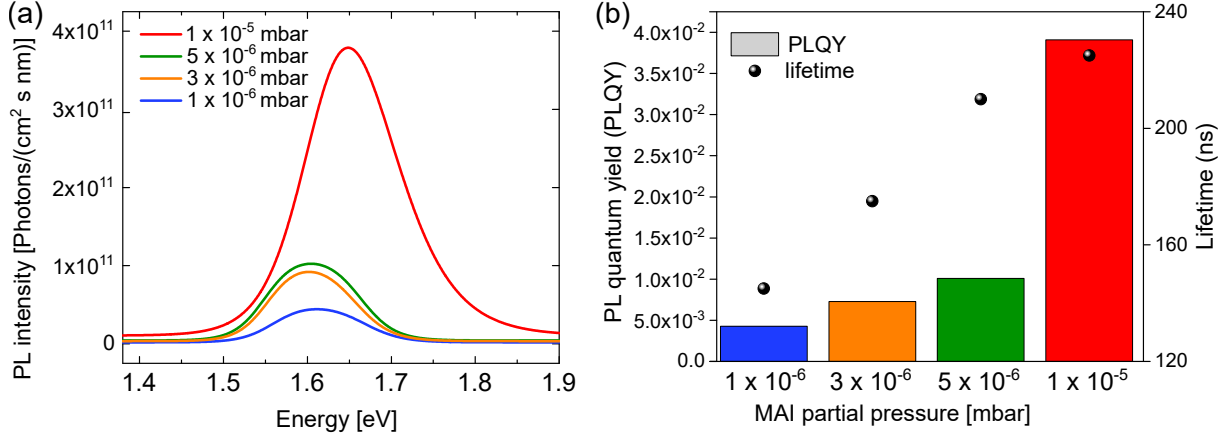 (a)
PL intensity [Photons/(cm² s nm)]
4x10¹¹
3x10¹¹
2x10¹¹
1x10¹¹
0
1 x 10⁻⁵ mbar
5 x 10⁻⁶ mbar
3 x 10⁻⁶ mbar
1 x 10⁻⁶ mbar
1.4 1.5 1.6 1.7 1.8 1.9
Energy [eV]
(b)
PL quantum yield (PLQY)
4.0x10⁻²
3.5x10⁻²
3.0x10⁻²
2.5x10⁻²
2.0x10⁻²
1.5x10⁻²
1.0x10⁻²
5.0x10⁻³
0.0
PLQY
lifetime
240
200
160
120
Lifetime (ns)
1 x 10⁻⁶ 3 x 10⁻⁶ 5 x 10⁻⁶ 1 x 10⁻⁵
MAI partial pressure [mbar]